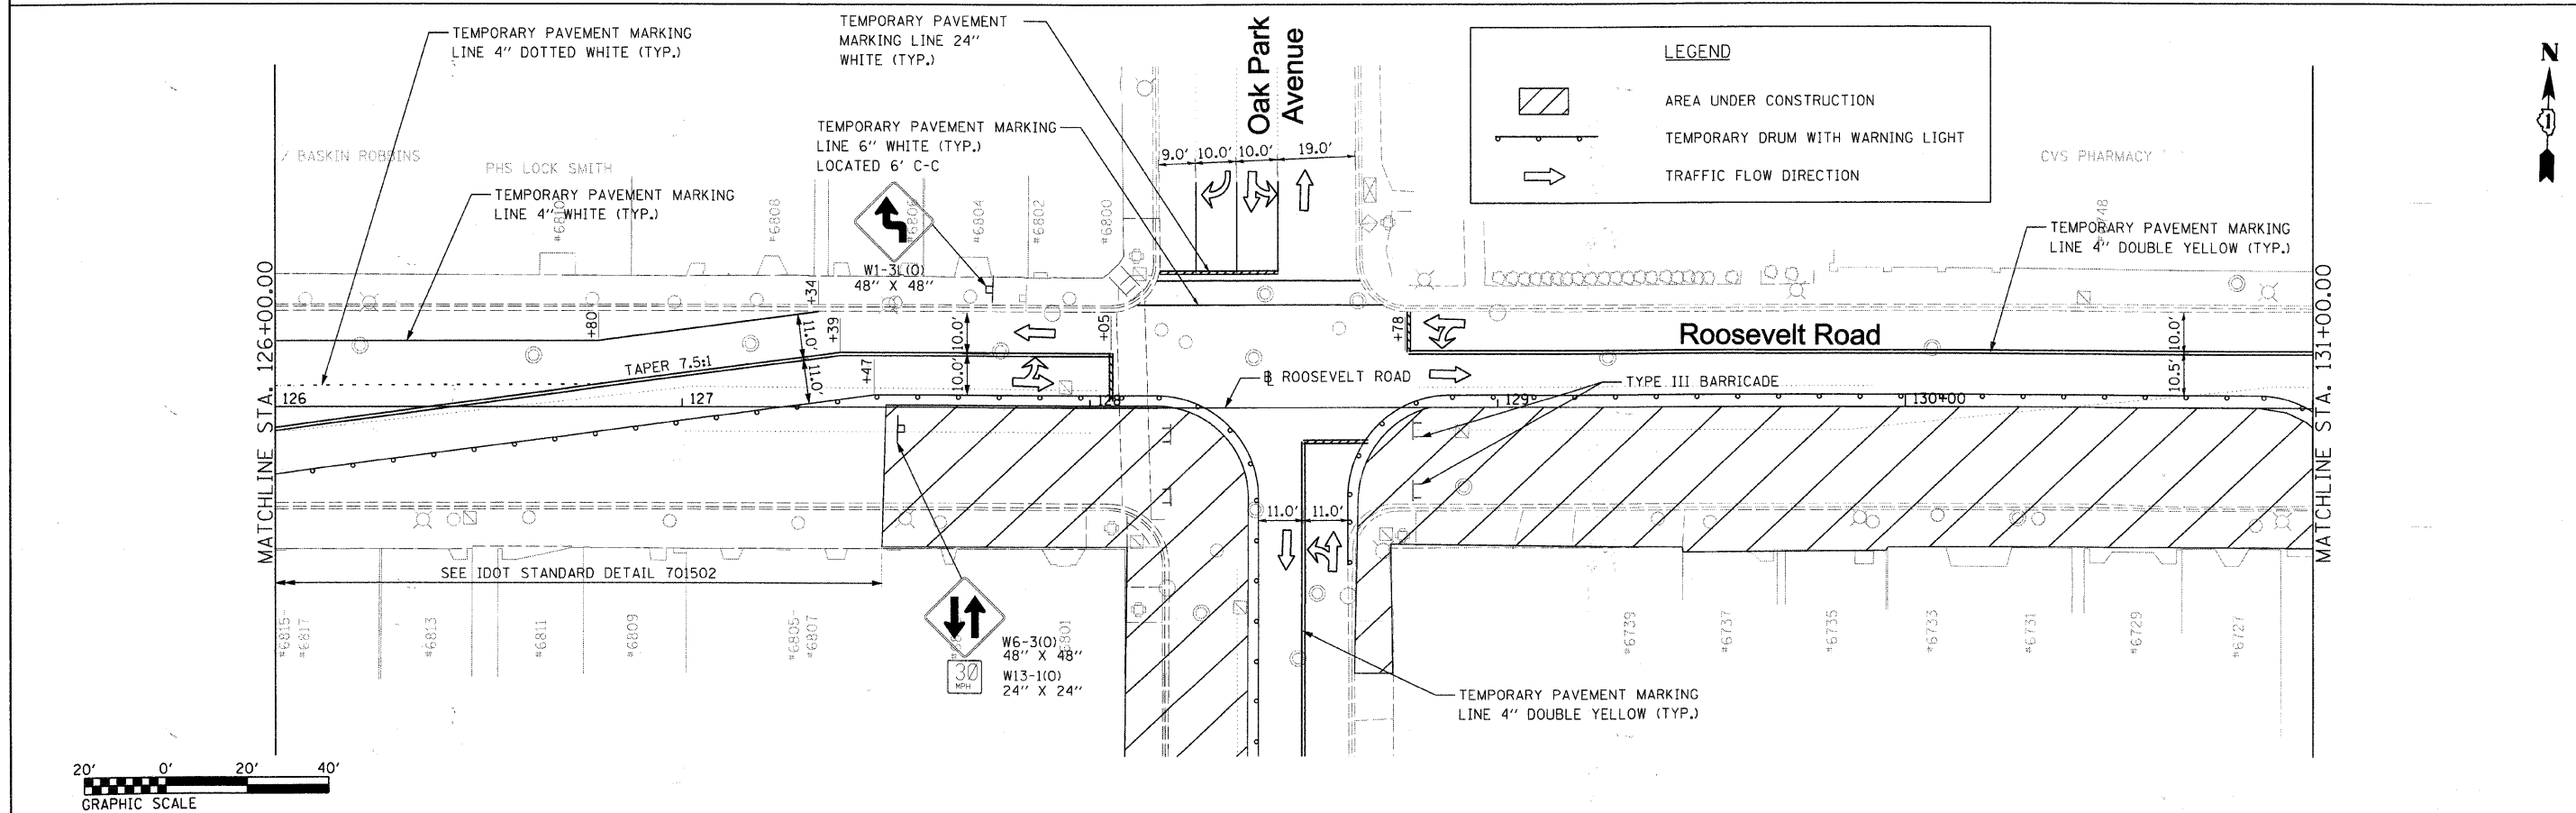 TEMPORARY PAVEMENT MARKING
LINE 4" DOTTED WHITE (TYP.)
TEMPORARY PAVEMENT
MARKING LINE 24"
WHITE (TYP.)
Oak Park
Avenue
LEGEND
AREA UNDER CONSTRUCTION
TEMPORARY DRUM WITH WARNING LIGHT
TRAFFIC FLOW DIRECTION
N
1
TEMPORARY PAVEMENT MARKING
LINE 6" WHITE (TYP.)
LOCATED 6' C-C
9.0' 10.0' 10.0' 19.0'
/ BASKIN ROBBINS
PHS LOCK SMITH
CVS PHARMACY
TEMPORARY PAVEMENT MARKING
LINE 4" WHITE (TYP.)
#6810
#6808
#6804
#6802
#6800
TEMPORARY PAVEMENT MARKING
LINE 4" DOUBLE YELLOW (TYP.)
W1-3L(O)
48" X 48"
MATCHLINE STA. 126+00.00
+80
+34
11.0'
+39
10.0'
+05
+78
Roosevelt Road
10.0'
MATCHLINE STA. 131+00.00
TAPER 7.5:1
11.0'
+47
10.0'
℄ ROOSEVELT ROAD
TYPE III BARRICADE
10.5'
126
127
128
129
130+00
11.0' 11.0'
SEE IDOT STANDARD DETAIL 701502
#6815-
#6817
#6813
#6811
#6809
#6805-
#6807
#6801
#6739
#6737
#6735
#6733
#6731
#6729
#6727
W6-3(O)
48" X 48"
30
MPH
W13-1(O)
24" X 24"
TEMPORARY PAVEMENT MARKING
LINE 4" DOUBLE YELLOW (TYP.)
20' 0' 20' 40'
GRAPHIC SCALE